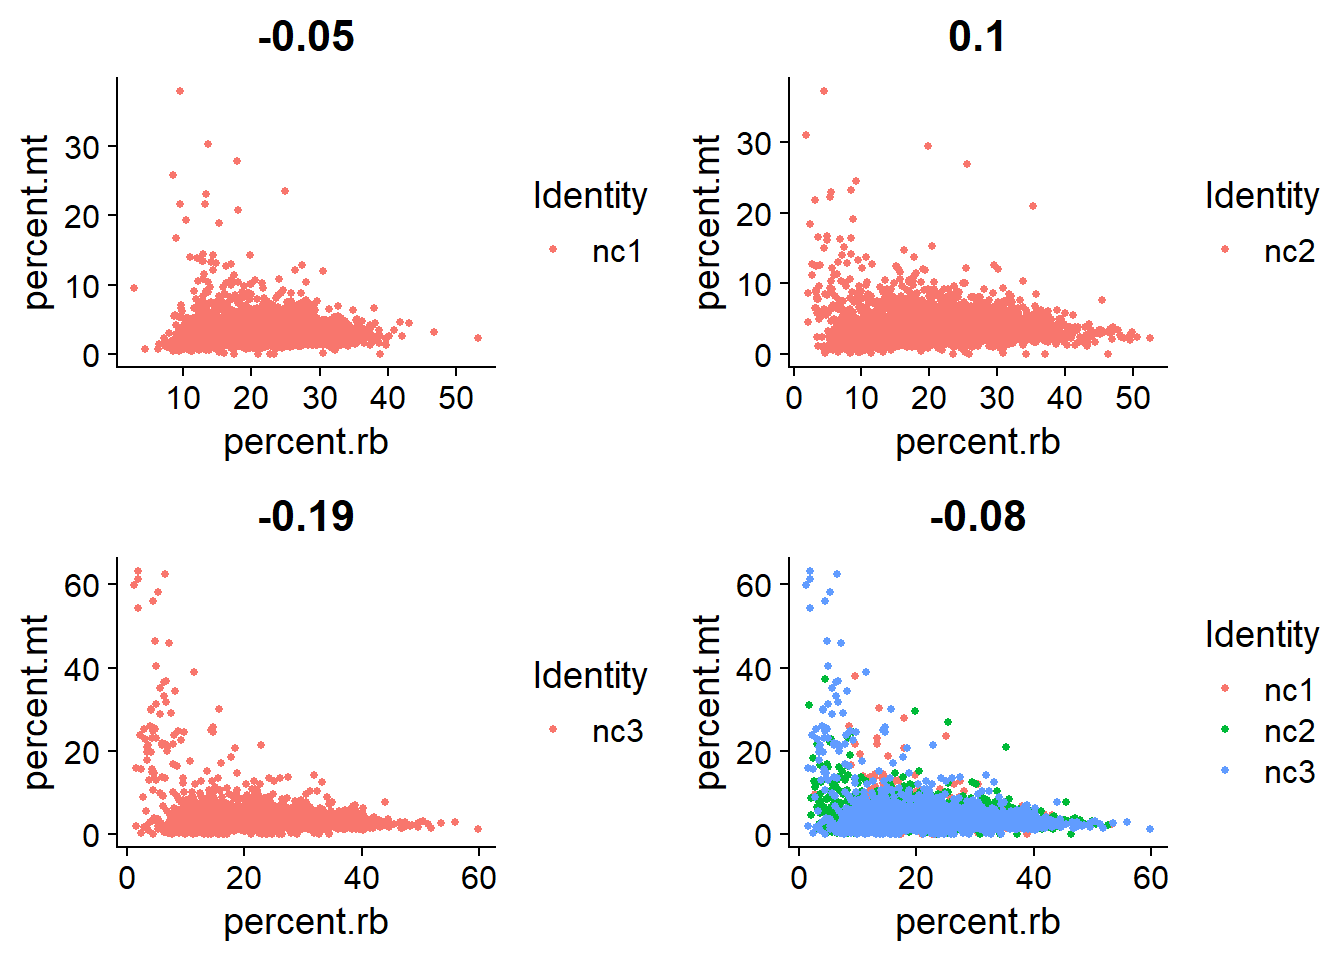 -0.05
percent.mt
30
20
10
0
10 20 30 40 50
percent.rb
Identity
nc1
0.1
percent.mt
30
20
10
0
0 10 20 30 40 50
percent.rb
Identity
nc2
-0.19
percent.mt
60
40
20
0
0 20 40 60
percent.rb
Identity
nc3
-0.08
percent.mt
60
40
20
0
0 20 40 60
percent.rb
Identity
nc1
nc2
nc3